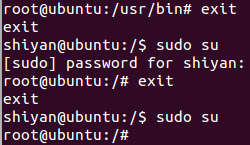 root@ubuntu:/usr/bin# exit
exit
shiyan@ubuntu:/$ sudo su
[sudo] password for shiyan:
root@ubuntu:/# exit
exit
shiyan@ubuntu:/$ sudo su
root@ubuntu:/#